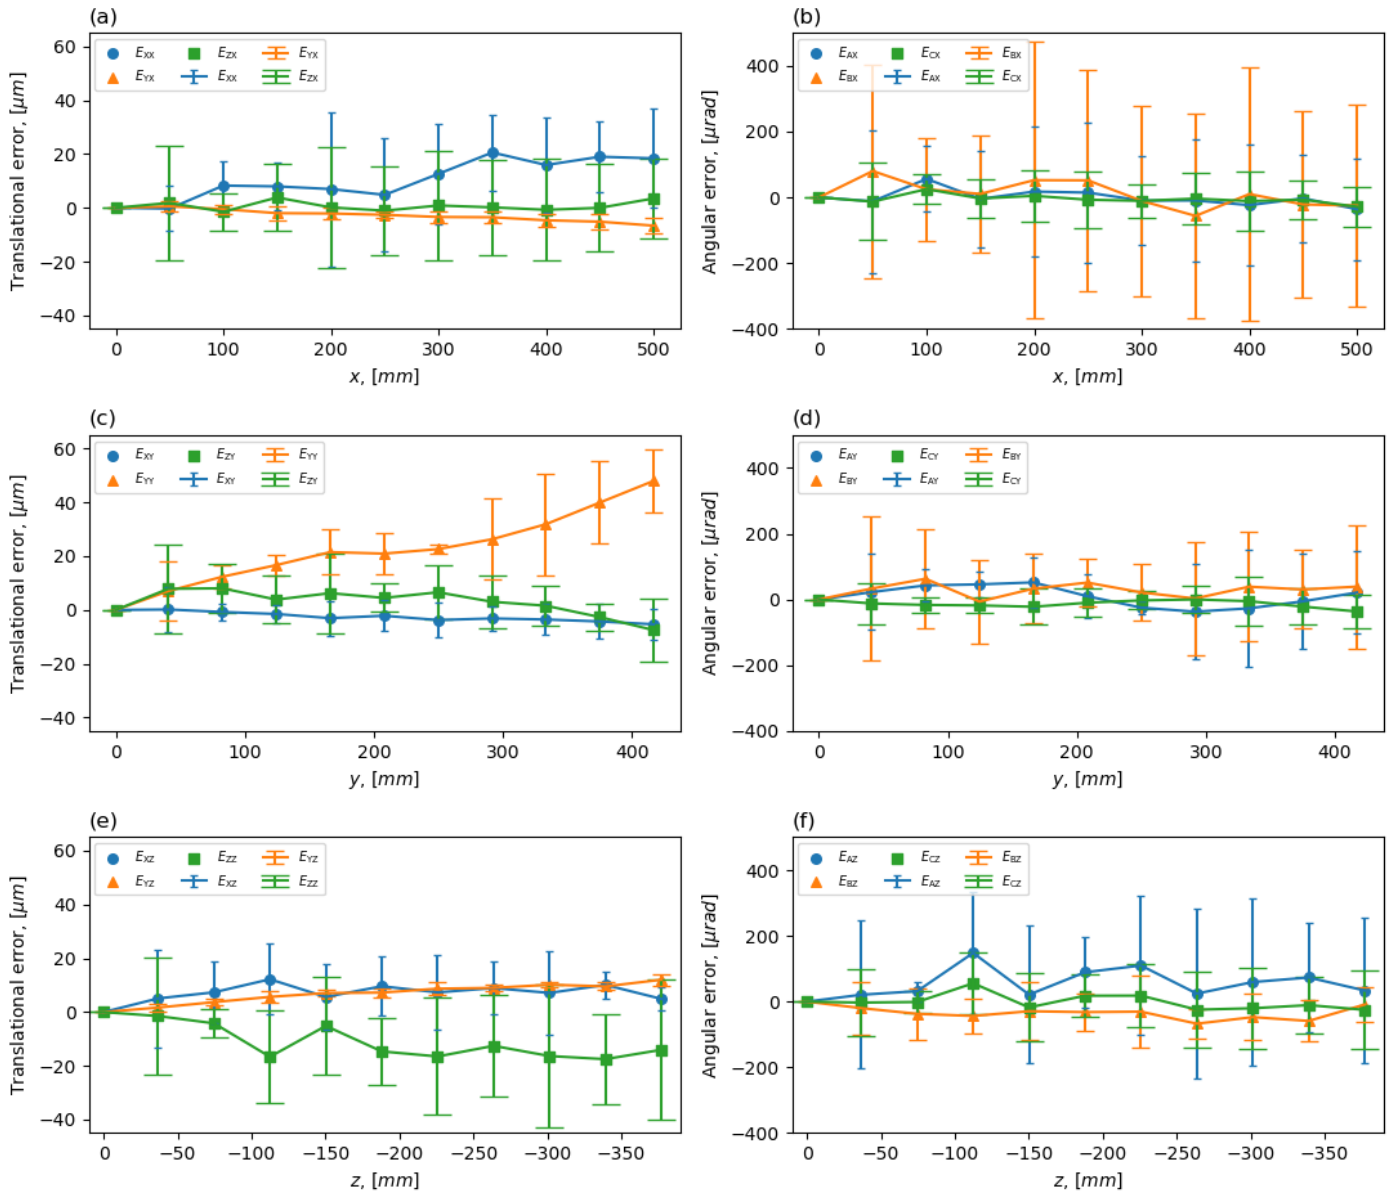 (a)
E_XX E_ZX E_YX
E_YX E_XX E_ZX
Translational error, [μm]
60
40
20
0
−20
−40
0 100 200 300 400 500
x, [mm]
(b)
E_AX E_CX E_BX
E_BX E_AX E_CX
Angular error, [μrad]
400
200
0
−200
−400
0 100 200 300 400 500
x, [mm]
(c)
E_XY E_ZY E_YY
E_YY E_XY E_ZY
Translational error, [μm]
60
40
20
0
−20
−40
0 100 200 300 400
y, [mm]
(d)
E_AY E_CY E_BY
E_BY E_AY E_CY
Angular error, [μrad]
400
200
0
−200
−400
0 100 200 300 400
y, [mm]
(e)
E_XZ E_ZZ E_YZ
E_YZ E_XZ E_ZZ
Translational error, [μm]
60
40
20
0
−20
−40
0 −50 −100 −150 −200 −250 −300 −350
z, [mm]
(f)
E_AZ E_CZ E_BZ
E_BZ E_AZ E_CZ
Angular error, [μrad]
400
200
0
−200
−400
0 −50 −100 −150 −200 −250 −300 −350
z, [mm]